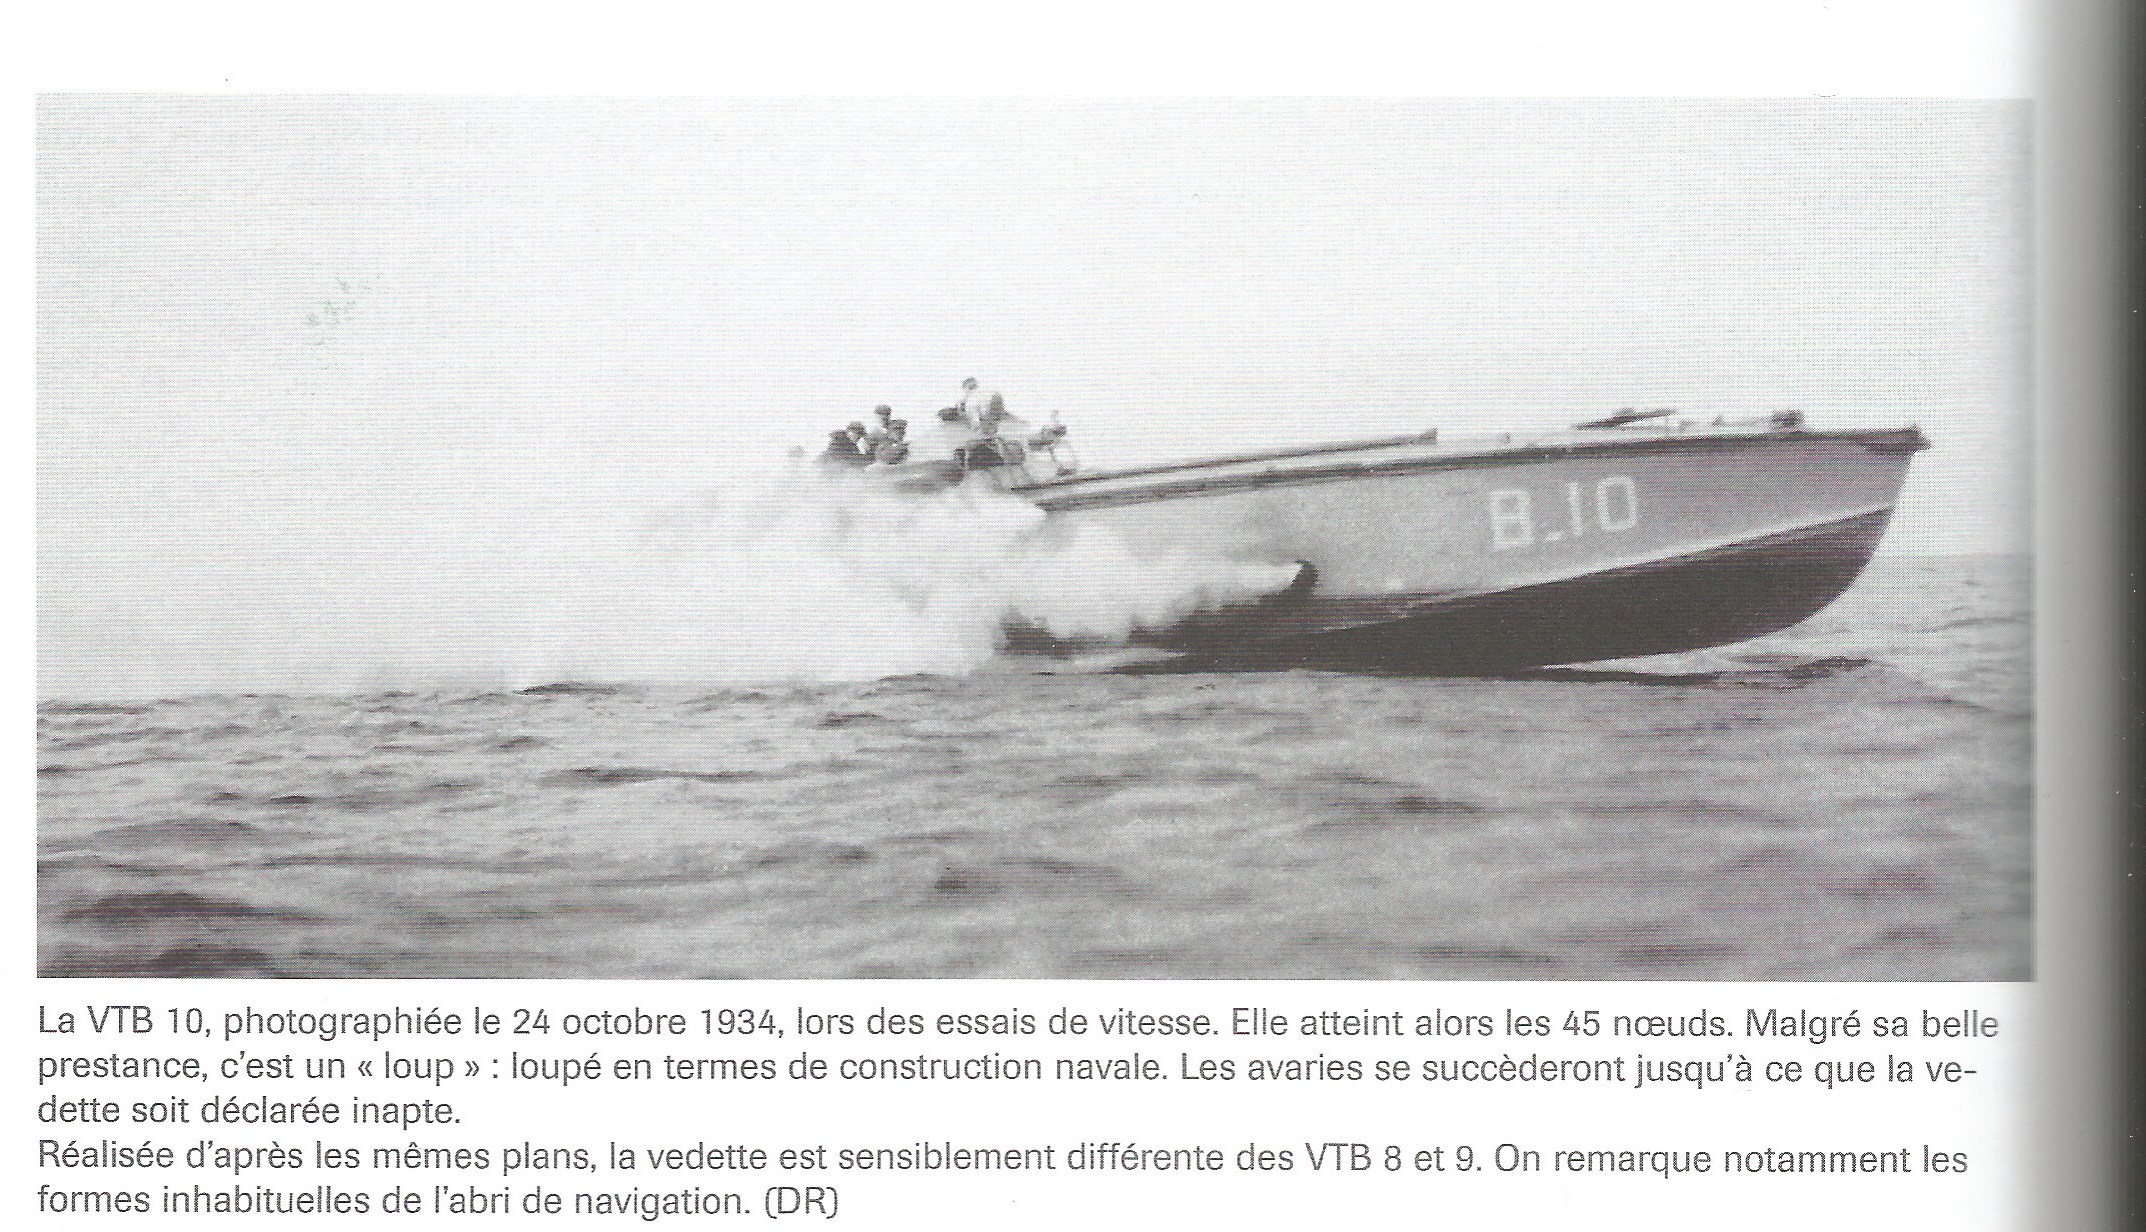 B_10
La VTB 10, photographiée le 24 octobre 1934, lors des essais de vitesse. Elle atteint alors les 45 nœuds. Malgré sa belle
prestance, c'est un « loup » : loupé en termes de construction navale. Les avaries se succèderont jusqu'à ce que la ve-
dette soit déclarée inapte.
Réalisée d'après les mêmes plans, la vedette est sensiblement différente des VTB 8 et 9. On remarque notamment les
formes inhabituelles de l'abri de navigation. (DR)